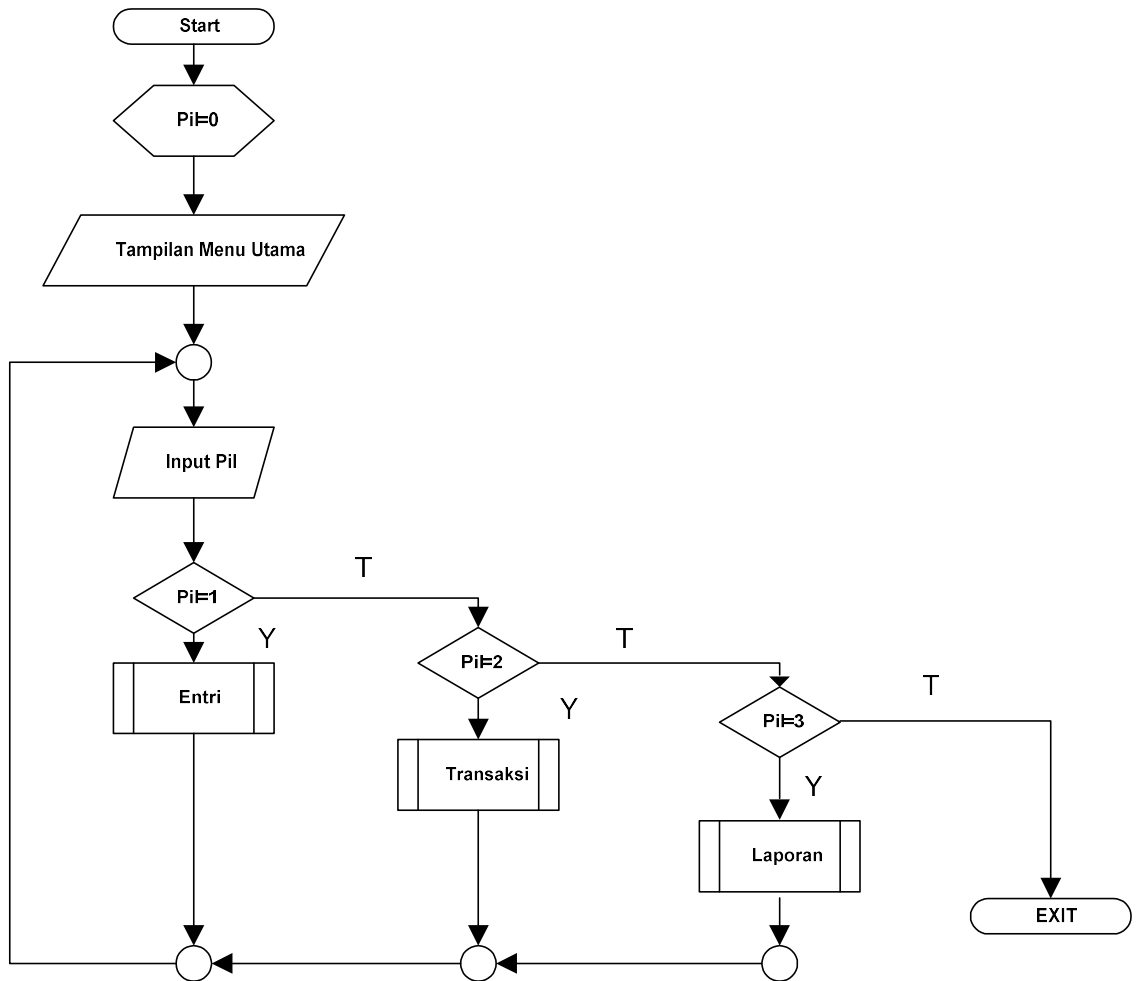 Start
Pil=0
Tampilan Menu Utama
Input Pil
T
Pil=1
Y
T
Pil=2
Entri
T
Y
Pil=3
Transaksi
Y
Laporan
EXIT